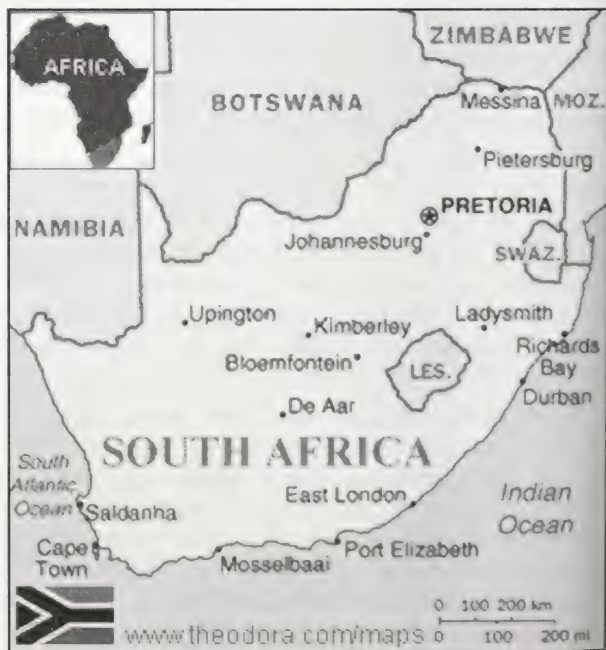 AFRICA
ZIMBABWE
BOTSWANA
Messina
MOZ.
Pietersburg
PRETORIA
NAMIBIA
Johannesburg
SWAZ.
Upington
Kimberley
Ladysmith
Bloemfontein
LES.
Richards
Bay
Durban
De Aar
SOUTH AFRICA
South
Atlantic
Ocean
Saldanha
East London
Indian
Ocean
Cape
Town
Mosselbaai
Port Elizabeth
www.theodora.com/maps
0 100 200 km
0 100 200 mi